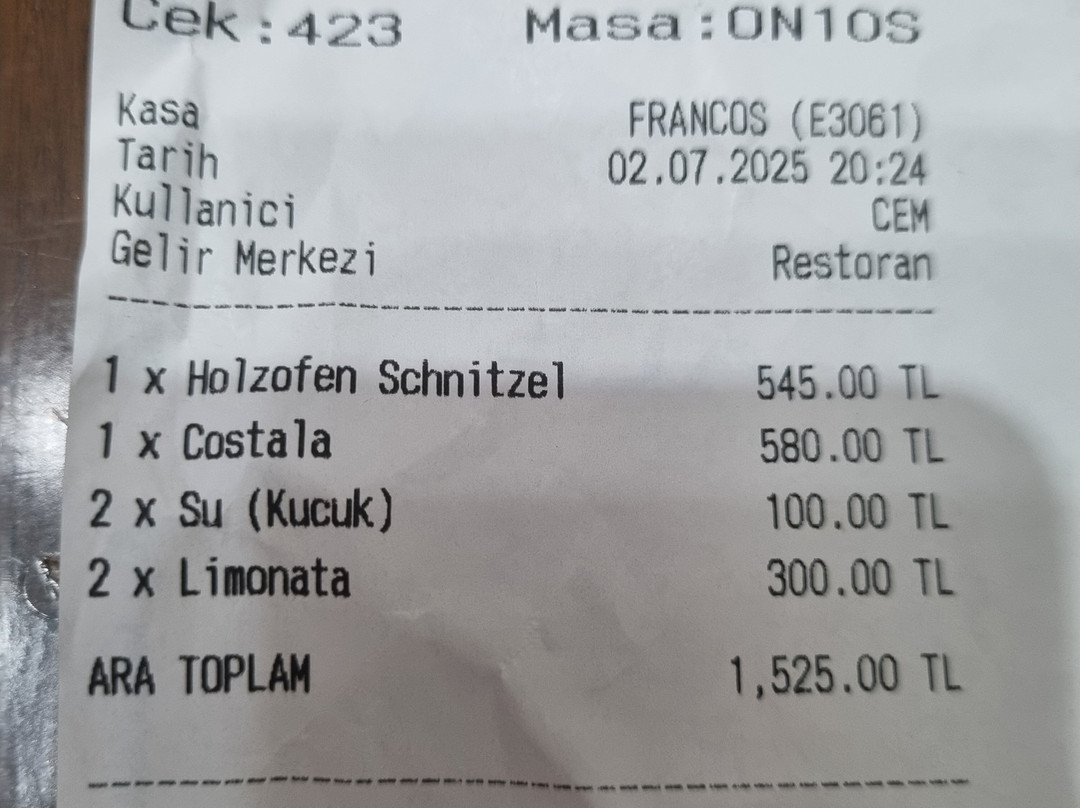 Cek:423 Masa:ON10S
Kasa FRANCOS (E3061)
Tarih 02.07.2025 20:24
Kullanici CEM
Gelir Merkezi Restoran
1 x Holzofen Schnitzel 545.00 TL
1 x Costala 580.00 TL
2 x Su (Kucuk) 100.00 TL
2 x Limonata 300.00 TL
ARA TOPLAM 1,525.00 TL